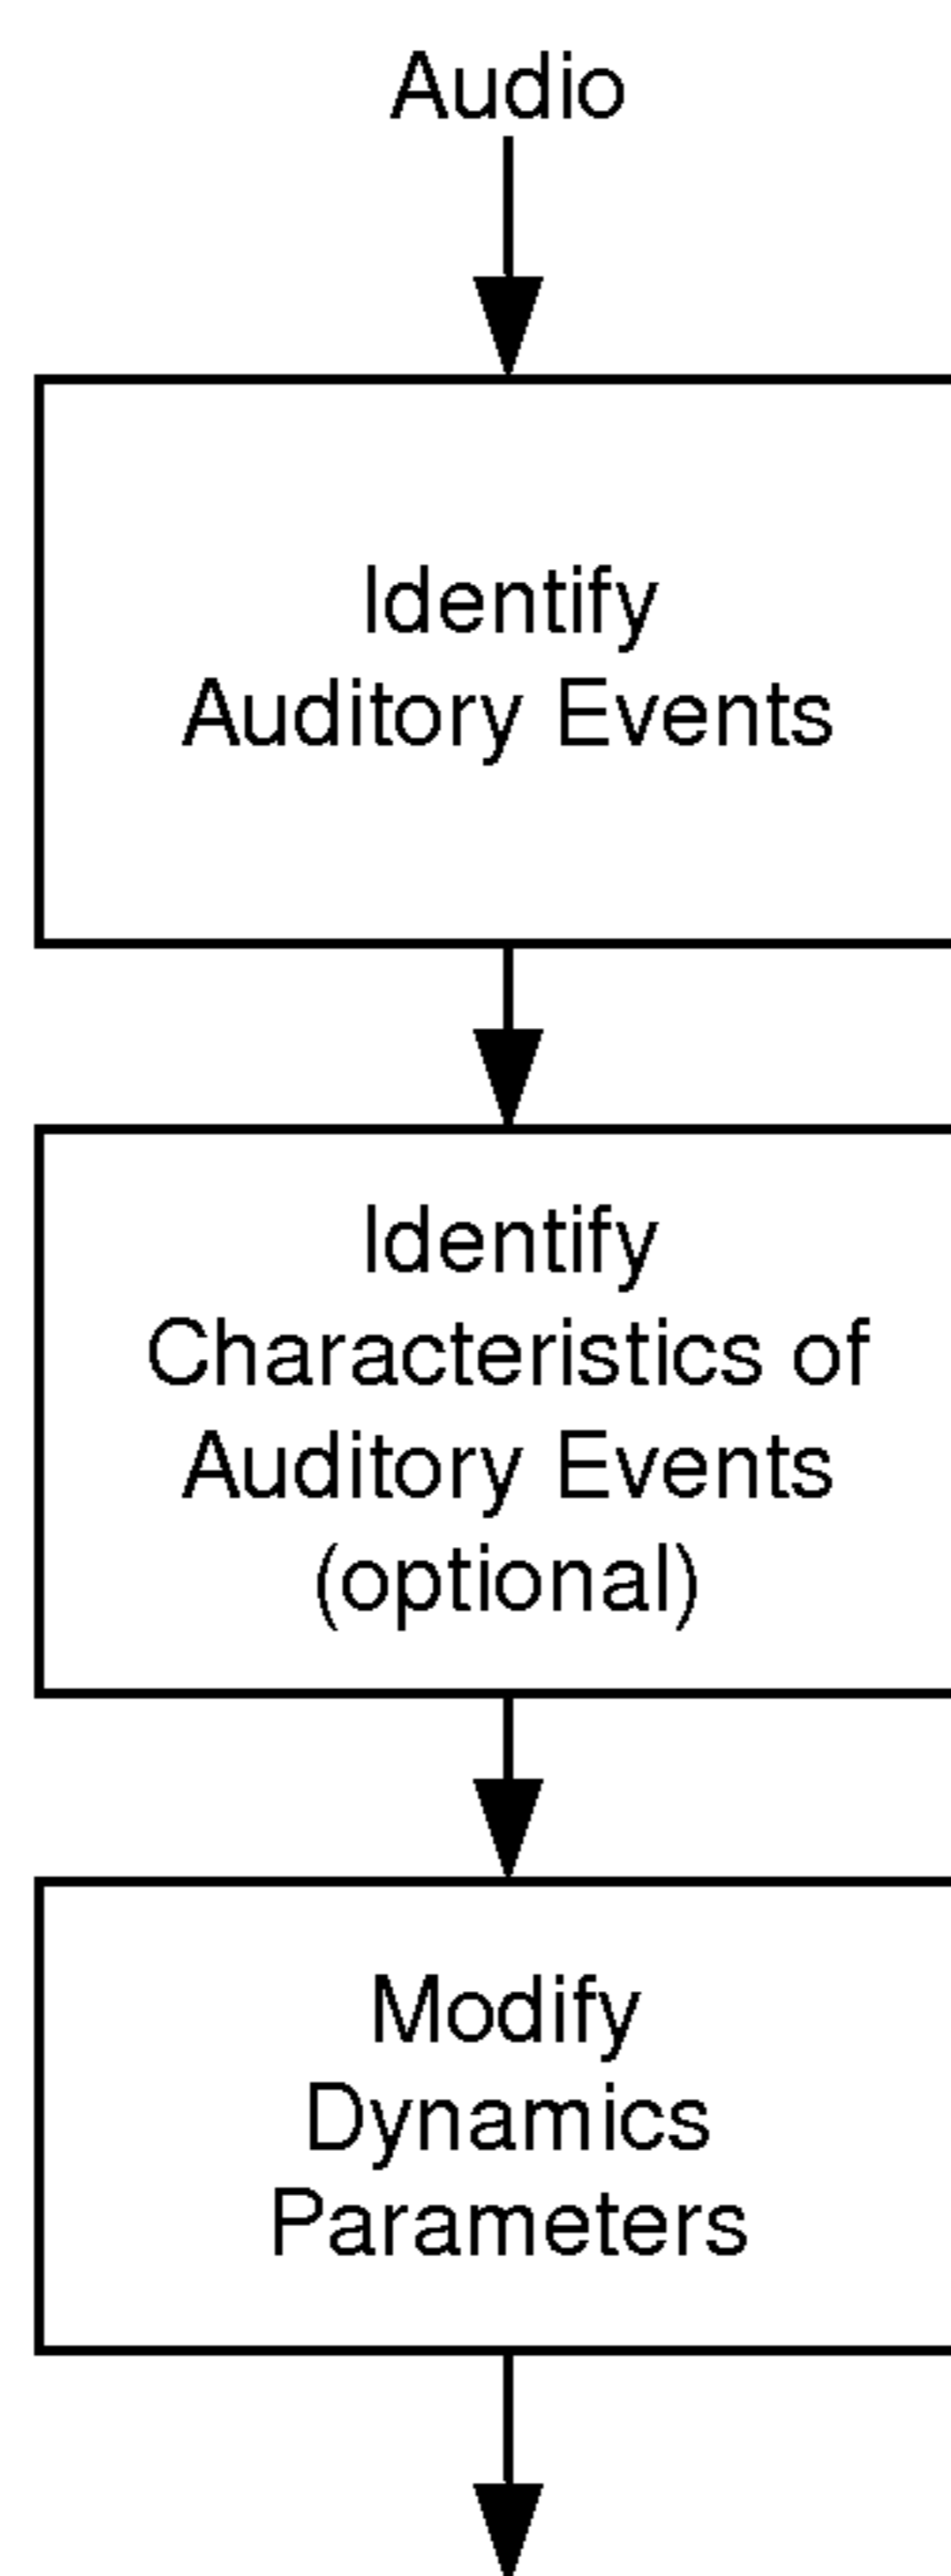 Audio
Identify
Auditory Events
Identify
Characteristics of
Auditory Events
(optional)
Modify
Dynamics
Parameters